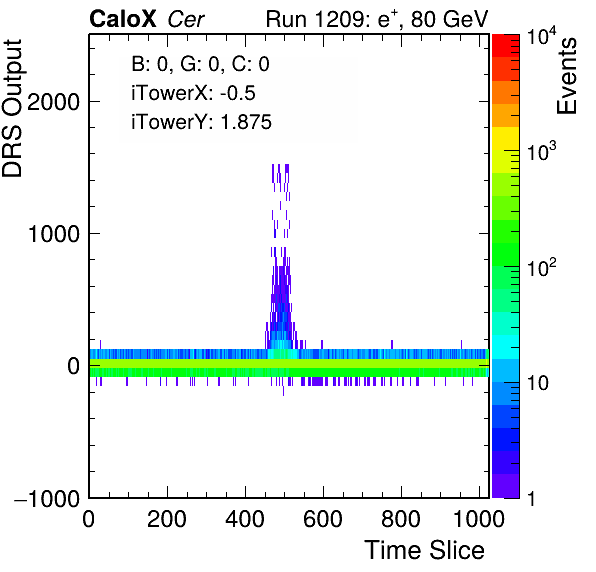 CaloX Cer Run 1209: e⁺, 80 GeV
B: 0, G: 0, C: 0
iTowerX: -0.5
iTowerY: 1.875
DRS Output
2000
1000
0
−1000
0 200 400 600 800 1000
Time Slice
Events
10⁴
10³
10²
10
1